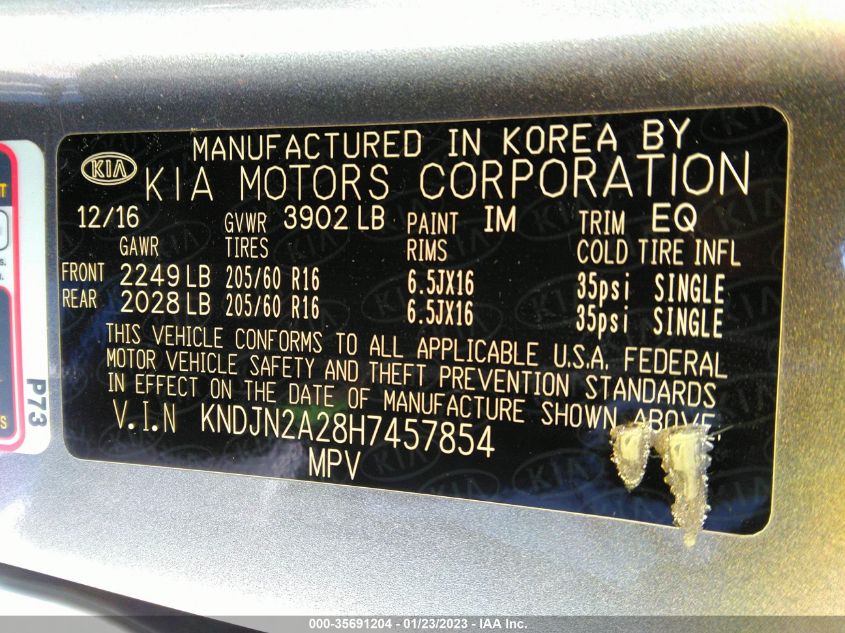 MANUFACTURED IN KOREA BY
KIA KIA MOTORS CORPORATION
12/16 GVWR 3902 LB PAINT IM TRIM EQ
GAWR TIRES RIMS COLD TIRE INFL
FRONT 2249 LB 205/60 R16 6.5JX16 35psi SINGLE
REAR 2028 LB 205/60 R16 6.5JX16 35psi SINGLE
THIS VEHICLE CONFORMS TO ALL APPLICABLE U.S.A. FEDERAL
MOTOR VEHICLE SAFETY AND THEFT PREVENTION STANDARDS
IN EFFECT ON THE DATE OF MANUFACTURE SHOWN ABOVE.
V.I.N KNDJN2A28H7457854
MPV
P73
000-35691204 - 01/23/2023 - IAA Inc.